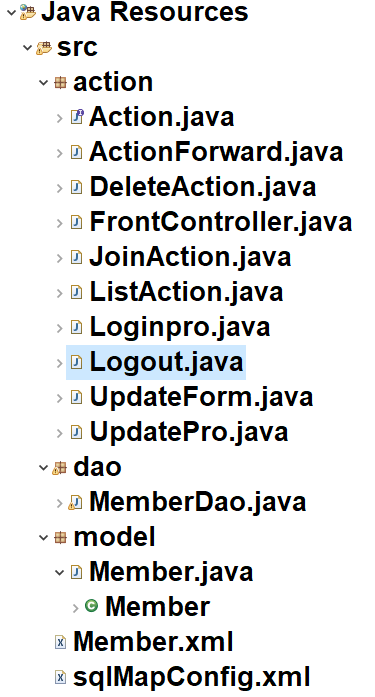 Java Resources
src
action
Action.java
ActionForward.java
DeleteAction.java
FrontController.java
JoinAction.java
ListAction.java
Loginpro.java
Logout.java
UpdateForm.java
UpdatePro.java
dao
MemberDao.java
model
Member.java
Member
Member.xml
sqlMapConfig.xml